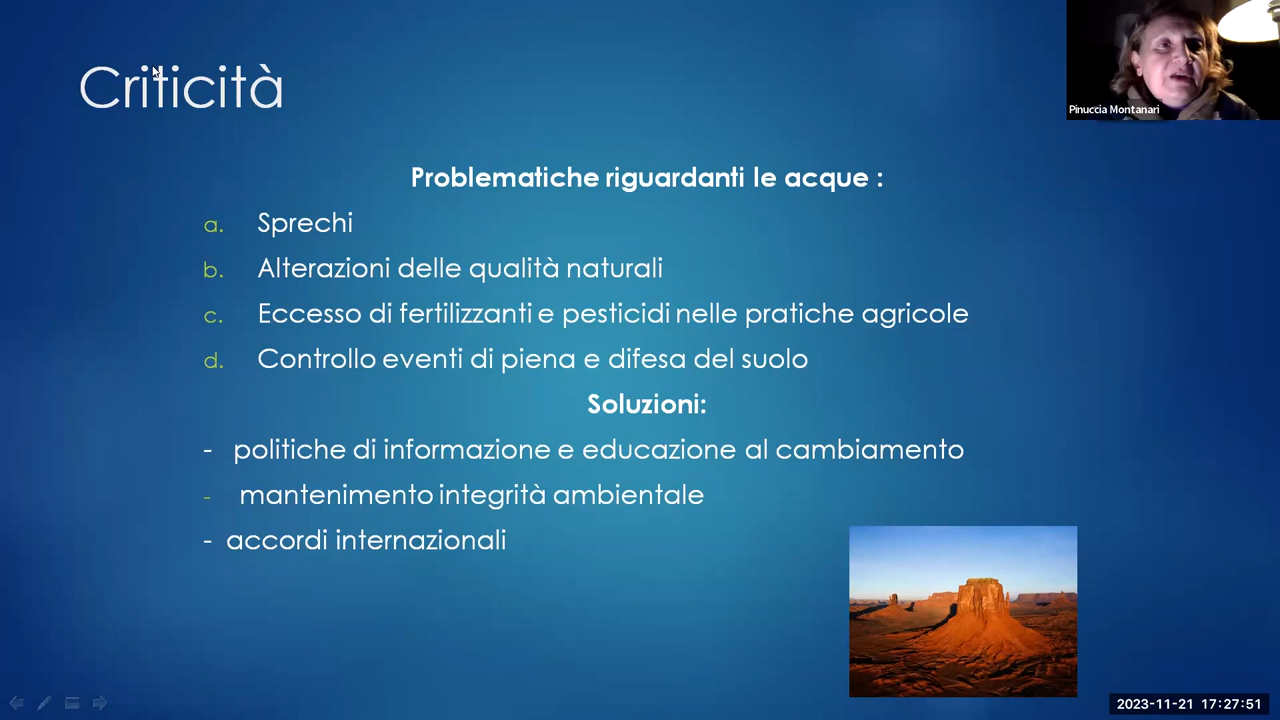 Criticità
Pinuccia Montanari
Problematiche riguardanti le acque :
a. Sprechi
b. Alterazioni delle qualità naturali
c. Eccesso di fertilizzanti e pesticidi nelle pratiche agricole
d. Controllo eventi di piena e difesa del suolo
Soluzioni:
- politiche di informazione e educazione al cambiamento
- mantenimento integrità ambientale
- accordi internazionali
2023-11-21 17:27:51